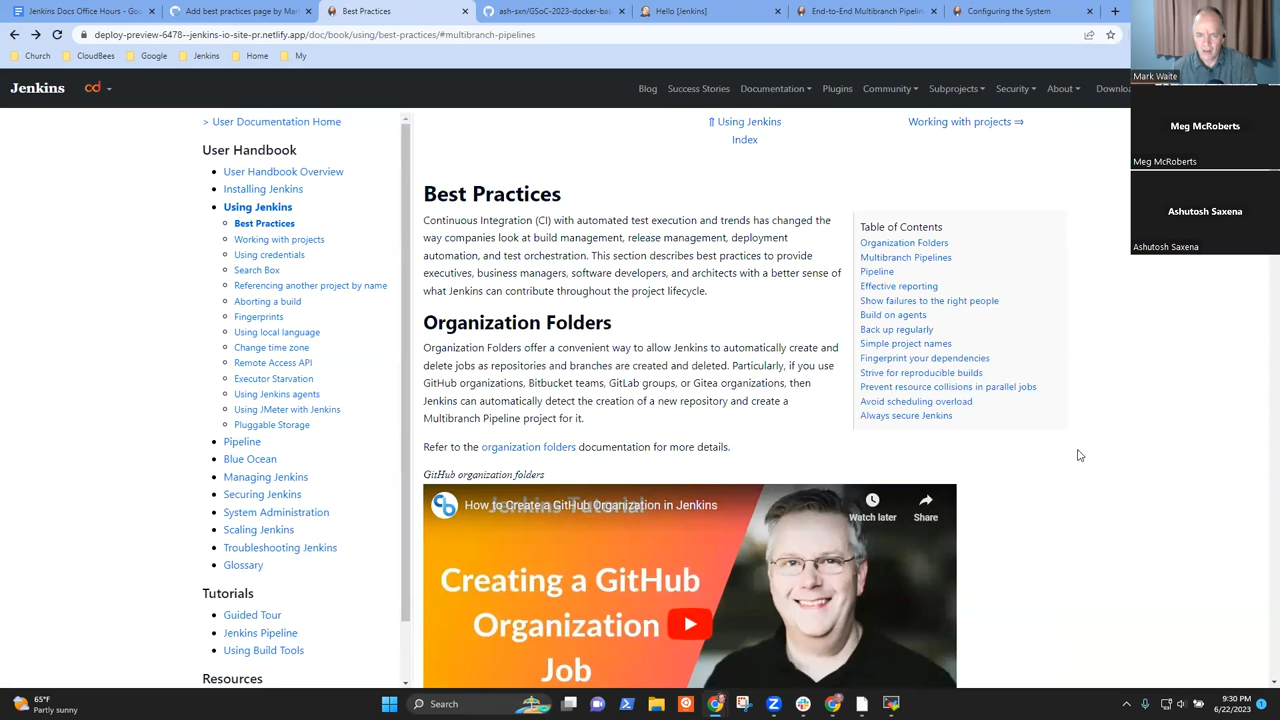 Jenkins Docs Office Hours - Goo
Add best practices page by Mar
Best Practices
ash-sxn/GSoC-2023-docker-bas
Hello [Jenkins]
End-to-End Multibranch Pipelin
Configuring the System
deploy-preview-6478--jenkins-io-site-pr.netlify.app/doc/book/using/best-practices/#multibranch-pipelines
Church
CloudBees
Google
Jenkins
Home
My
Mark Waite
Meg McRoberts
Meg McRoberts
Ashutosh Saxena
Ashutosh Saxena
Jenkins
cd
Blog
Success Stories
Documentation
Plugins
Community
Subprojects
Security
About
Downloa
> User Documentation Home
User Handbook
User Handbook Overview
Installing Jenkins
Using Jenkins
Best Practices
Working with projects
Using credentials
Search Box
Referencing another project by name
Aborting a build
Fingerprints
Using local language
Change time zone
Remote Access API
Executor Starvation
Using Jenkins agents
Using JMeter with Jenkins
Pluggable Storage
Pipeline
Blue Ocean
Managing Jenkins
Securing Jenkins
System Administration
Scaling Jenkins
Troubleshooting Jenkins
Glossary
Tutorials
Guided Tour
Jenkins Pipeline
Using Build Tools
Resources
⇑ Using Jenkins
Index
Working with projects ⇒
Best Practices
Continuous Integration (CI) with automated test execution and trends has changed the
way companies look at build management, release management, deployment
automation, and test orchestration. This section describes best practices to provide
executives, business managers, software developers, and architects with a better sense of
what Jenkins can contribute throughout the project lifecycle.
Table of Contents
Organization Folders
Multibranch Pipelines
Pipeline
Effective reporting
Show failures to the right people
Build on agents
Back up regularly
Simple project names
Fingerprint your dependencies
Strive for reproducible builds
Prevent resource collisions in parallel jobs
Avoid scheduling overload
Always secure Jenkins
Organization Folders
Organization Folders offer a convenient way to allow Jenkins to automatically create and
delete jobs as repositories and branches are created and deleted. Particularly, if you use
GitHub organizations, Bitbucket teams, GitLab groups, or Gitea organizations, then
Jenkins can automatically detect the creation of a new repository and create a
Multibranch Pipeline project for it.
Refer to the organization folders documentation for more details.
GitHub organization folders
How to Create a GitHub Organization in Jenkins
Jenkins Tutorial
Watch later
Share
Creating a GitHub
Organization
Job
65°F
Partly sunny
Search
9:30 PM
6/22/2023